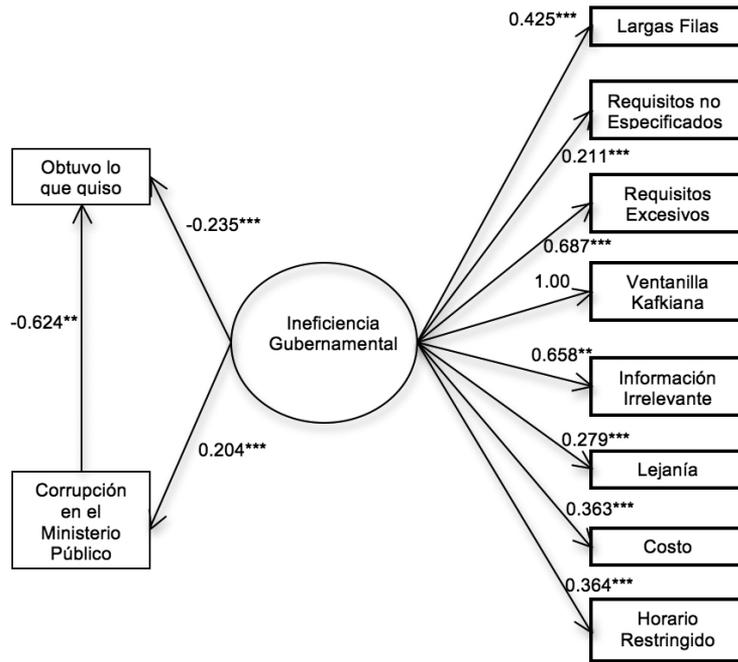 0.425***
Largas Filas
Requisitos no
Especificados
0.211***
Obtuvo lo
que quiso
Requisitos
Excesivos
-0.235***
0.687***
1.00
Ventanilla
Kafkiana
-0.624**
Ineficiencia
Gubernamental
0.658**
Información
Irrelevante
0.279***
Lejanía
0.204***
Corrupción
en el
Ministerio
Público
0.363***
Costo
0.364***
Horario
Restringido